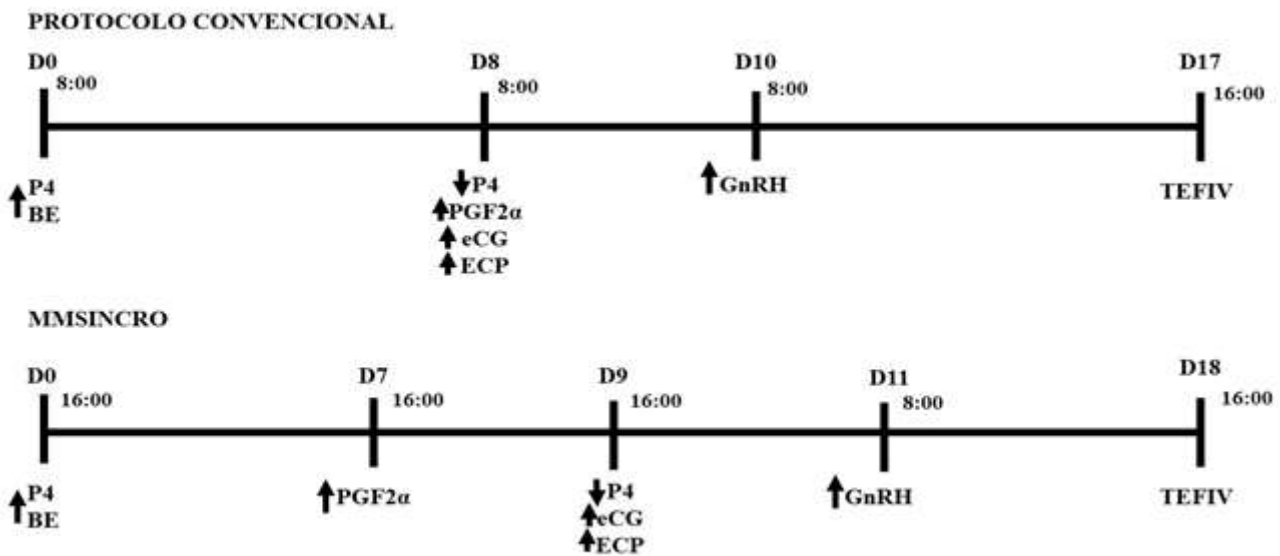 PROTOCOLO CONVENCIONAL
D0
8:00
D8
8:00
D10
8:00
D17
16:00
P4
BE
P4
PGF2α
eCG
ECP
GnRH
TEFIV
MMSINCRO
D0
16:00
D7
16:00
D9
16:00
D11
8:00
D18
16:00
P4
BE
PGF2α
P4
eCG
ECP
GnRH
TEFIV